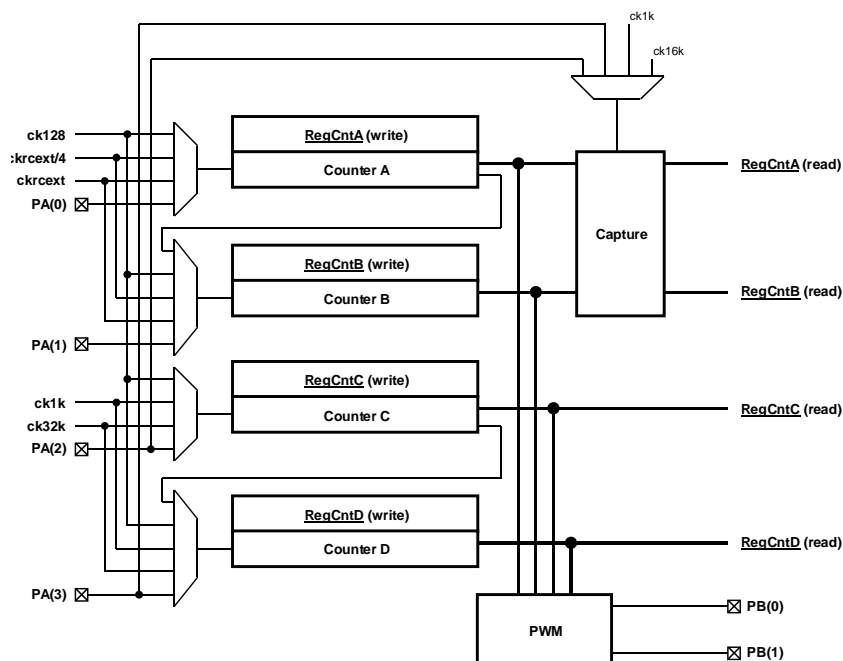 ck1k
ck16k
ck128
RegCntA (write)
ckrcext/4
Counter A
RegCntA (read)
ckrcext
PA(0)
Capture
RegCntB (write)
Counter B
RegCntB (read)
PA(1)
RegCntC (write)
ck1k
Counter C
RegCntC (read)
ck32k
PA(2)
RegCntD (write)
Counter D
RegCntD (read)
PA(3)
PB(0)
PWM
PB(1)